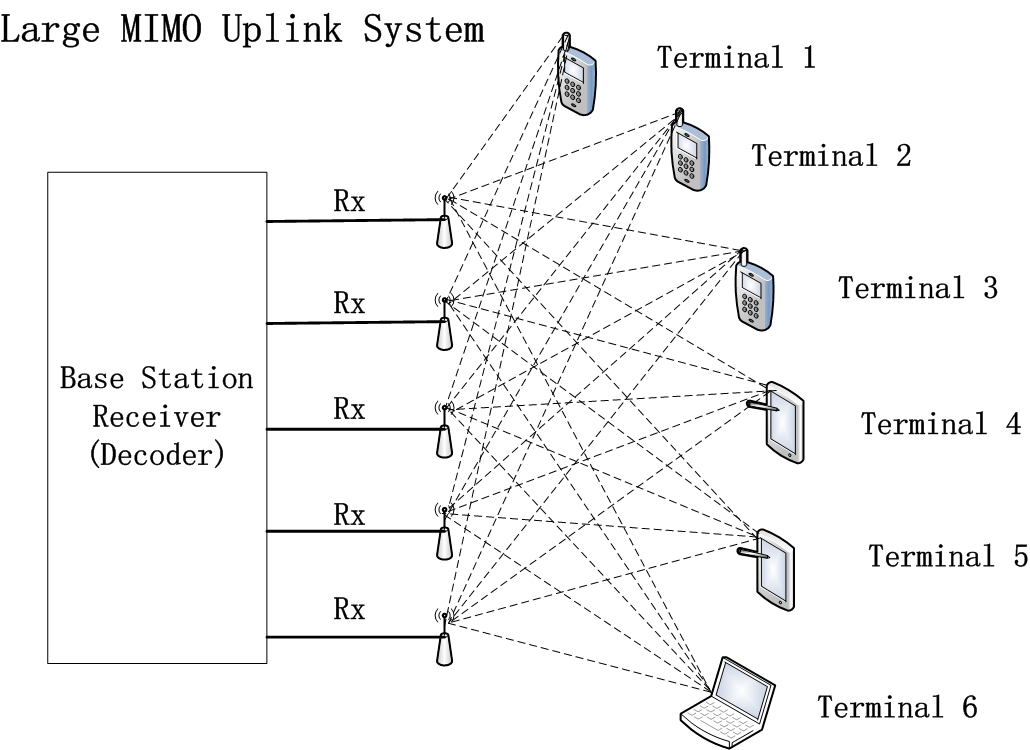 Large MIMO Uplink System
Terminal 1
Terminal 2
Rx
Terminal 3
Rx
Base Station
Receiver
(Decoder)
Rx
Terminal 4
Rx
Terminal 5
Rx
Terminal 6